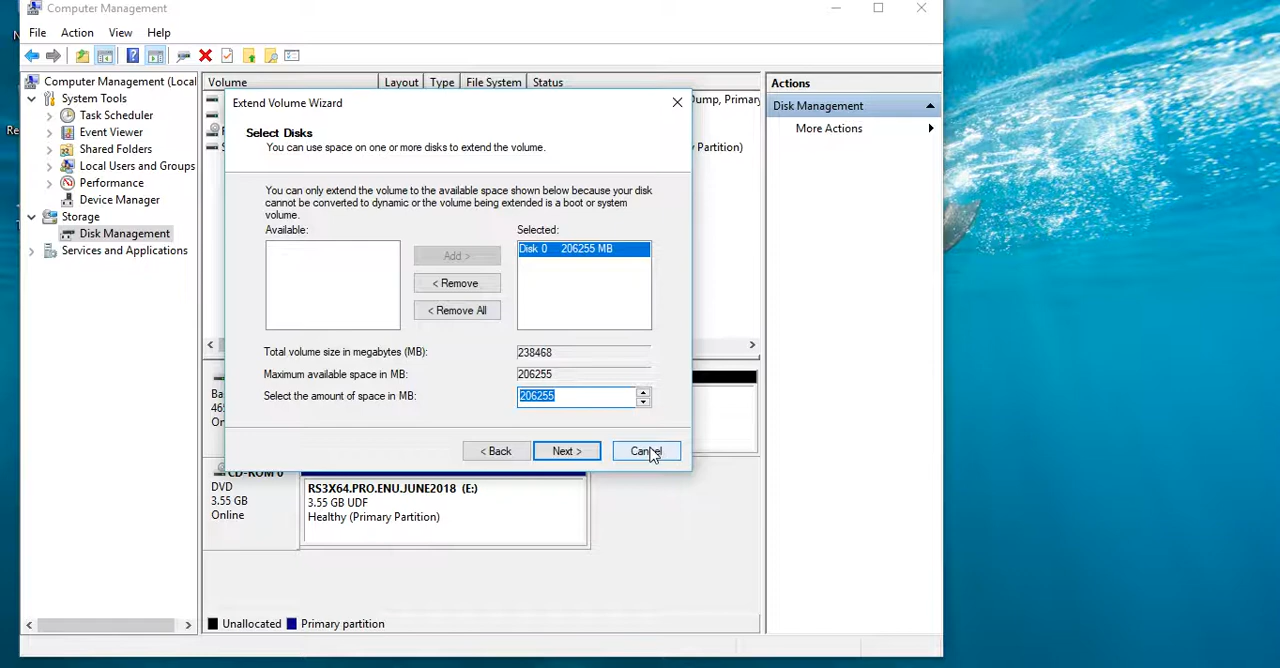 Computer Management
File Action View Help
Computer Management (Local
System Tools
Task Scheduler
Event Viewer
Shared Folders
Local Users and Groups
Performance
Device Manager
Storage
Disk Management
Services and Applications
Volume Layout Type File System Status
Dump, Primary
Partition)
Extend Volume Wizard
Select Disks
You can use space on one or more disks to extend the volume.
You can only extend the volume to the available space shown below because your disk
cannot be converted to dynamic or the volume being extended is a boot or system
volume.
Available:
Selected:
Disk 0 206255 MB
Add >
< Remove
< Remove All
Total volume size in megabytes (MB): 238468
Maximum available space in MB: 206255
Select the amount of space in MB: 206255
< Back Next > Cancel
Ba
On
CD-ROM 0
DVD
3.55 GB
Online
RS3X64.PRO.ENU.JUNE2018 (E:)
3.55 GB UDF
Healthy (Primary Partition)
Unallocated Primary partition
Actions
Disk Management
More Actions